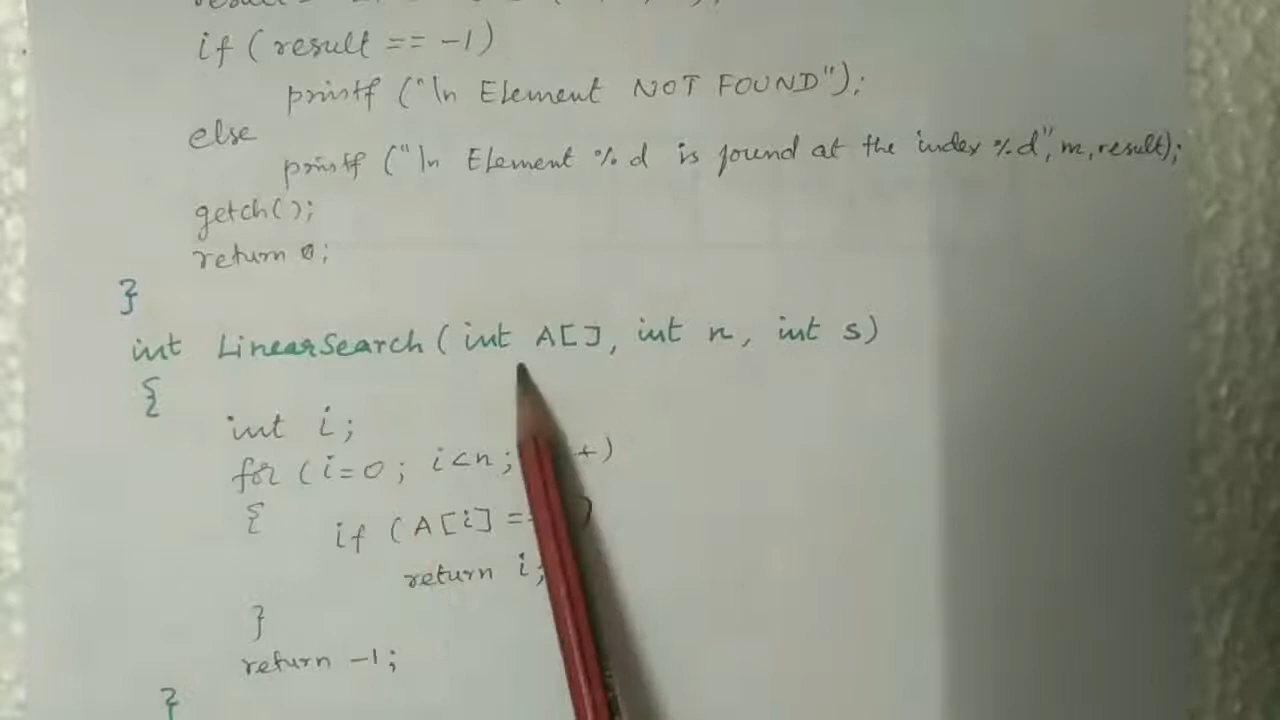 if (result == -1)
printf ("\n Element NOT FOUND");
else
printf ("\n Element % d is found at the index %d", m, result);
getch();
return 0;
}
int LinearSearch (int A[], int n, int s)
{
int i;
for (i=0; i<n; +)
{ if (A[i] = )
return i;
}
return -1;
}